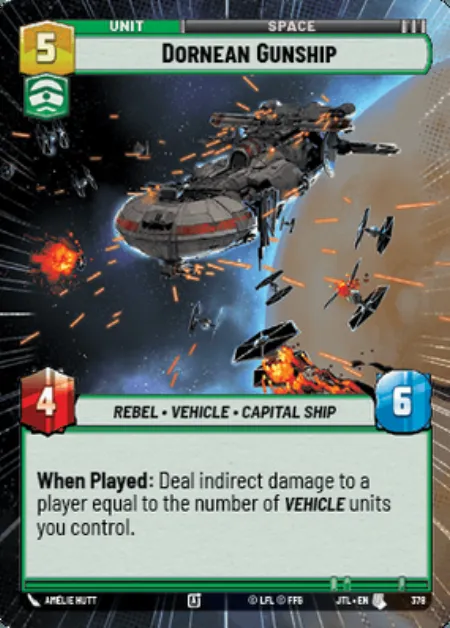 UNIT
SPACE
5
DORNEAN GUNSHIP
4
REBEL • VEHICLE • CAPITAL SHIP
6
When Played: Deal indirect damage to a
player equal to the number of VEHICLE units
you control.
AMÉLIE HUTT
© LFL © FFG
JTL • EN
378